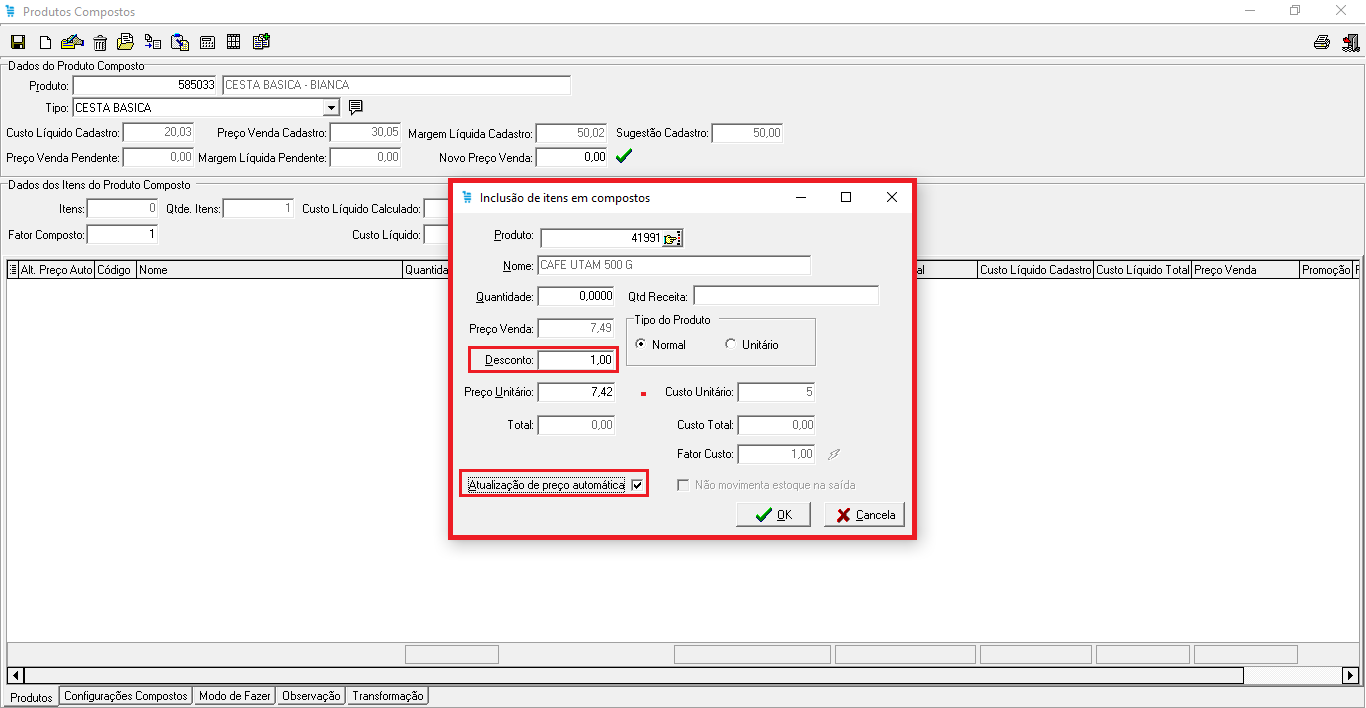 Produtos Compostos
Dados do Produto Composto
Produto: 585033 CESTA BASICA - BIANCA
Tipo: CESTA BASICA
Custo Líquido Cadastro: 20,03 Preço Venda Cadastro: 30,05 Margem Líquida Cadastro: 50,02 Sugestão Cadastro: 50,00
Preço Venda Pendente: 0,00 Margem Líquida Pendente: 0,00 Novo Preço Venda: 0,00
Dados dos Itens do Produto Composto
Itens: 0 Qtde. Itens: 1 Custo Líquido Calculado:
Fator Composto: 1 Custo Líquido:
Alt. Preço Auto Código Nome Quantida al Custo Líquido Cadastro Custo Líquido Total Preço Venda Promoção
Inclusão de itens em compostos
Produto: 41991
Nome: CAFE UTAM 500 G
Quantidade: 0,0000 Qtd Receita:
Preço Venda: 7,49 Tipo do Produto
Normal Unitário
Desconto: 1,00
Preço Unitário: 7,42 Custo Unitário: 5
Total: 0,00 Custo Total: 0,00
Fator Custo: 1,00
Atualização de preço automática Não movimenta estoque na saída
OK Cancela
Produtos Configurações Compostos Modo de Fazer Observação Transformação